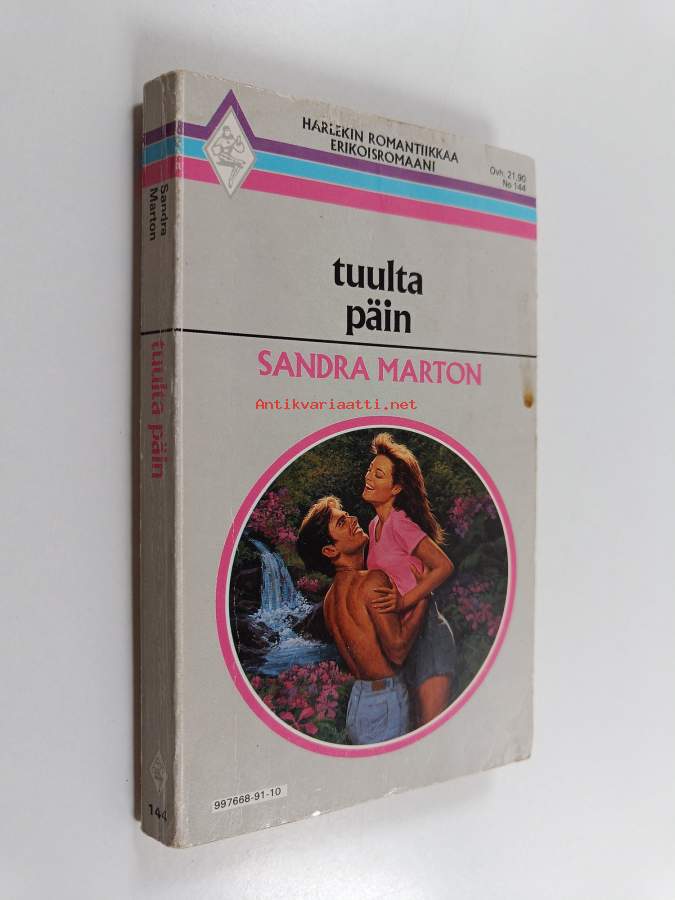 HARLEKIN ROMANTIIKKAA
ERIKOISROMAANI
Ovh. 21,90
No 144
tuulta
päin
SANDRA MARTON
Antikvariaatti.net
997668-91-10
Sandra
Marton
tuulta päin
144